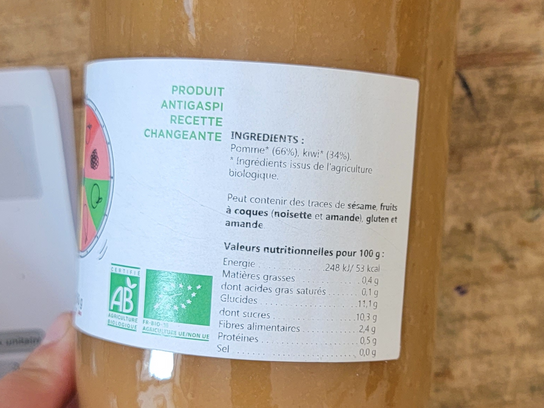 PRODUIT
ANTIGASPI
RECETTE
CHANGEANTE
INGREDIENTS :
Pomme* (66%), kiwi* (34%).
* Ingrédients issus de l'agriculture
biologique.
Peut contenir des traces de sésame, fruits
à coques (noisette et amande), gluten et
amande
Valeurs nutritionnelles pour 100 g :
Energie 248 kJ/ 53 kcal
Matières grasses 0,4 g
dont acides gras saturés 0,1 g
Glucides 11,1 g
dont sucres 10,3 g
Fibres alimentaires 2,4 g
Protéines 0,5 g
Sel 0,0 g
CERTIFIÉ
AB
AGRICULTURE
BIOLOGIQUE
AGRICULTURE UE/NON UE
unitaire